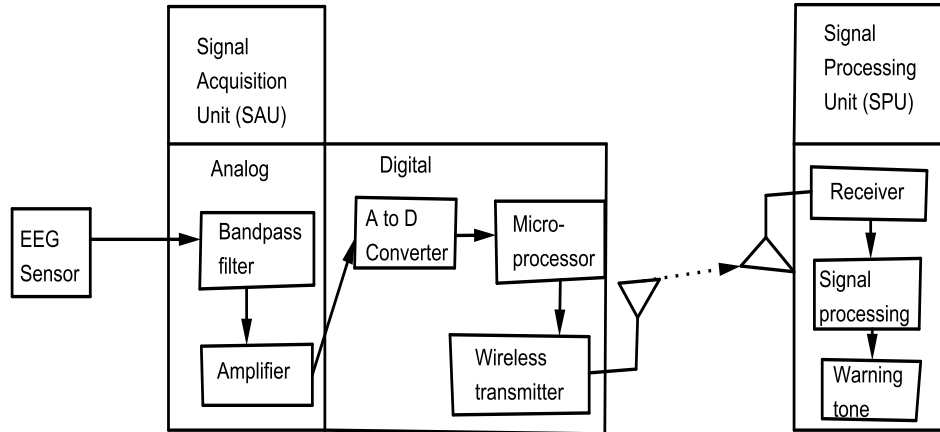 Signal
Acquisition
Unit (SAU)
Signal
Processing
Unit (SPU)
Analog
Digital
EEG
Sensor
Bandpass
filter
Amplifier
A to D
Converter
Micro-
processor
Wireless
transmitter
Receiver
Signal
processing
Warning
tone